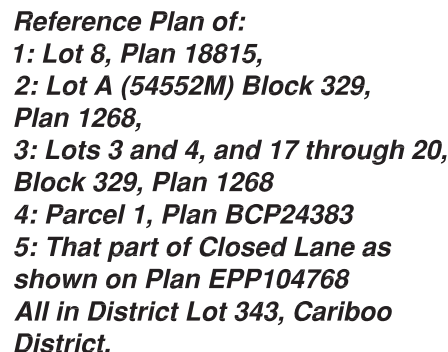 Reference Plan of:
1: Lot 8, Plan 18815,
2: Lot A (54552M) Block 329,
Plan 1268,
3: Lots 3 and 4, and 17 through 20,
Block 329, Plan 1268
4: Parcel 1, Plan BCP24383
5: That part of Closed Lane as
shown on Plan EPP104768
All in District Lot 343, Cariboo
District.